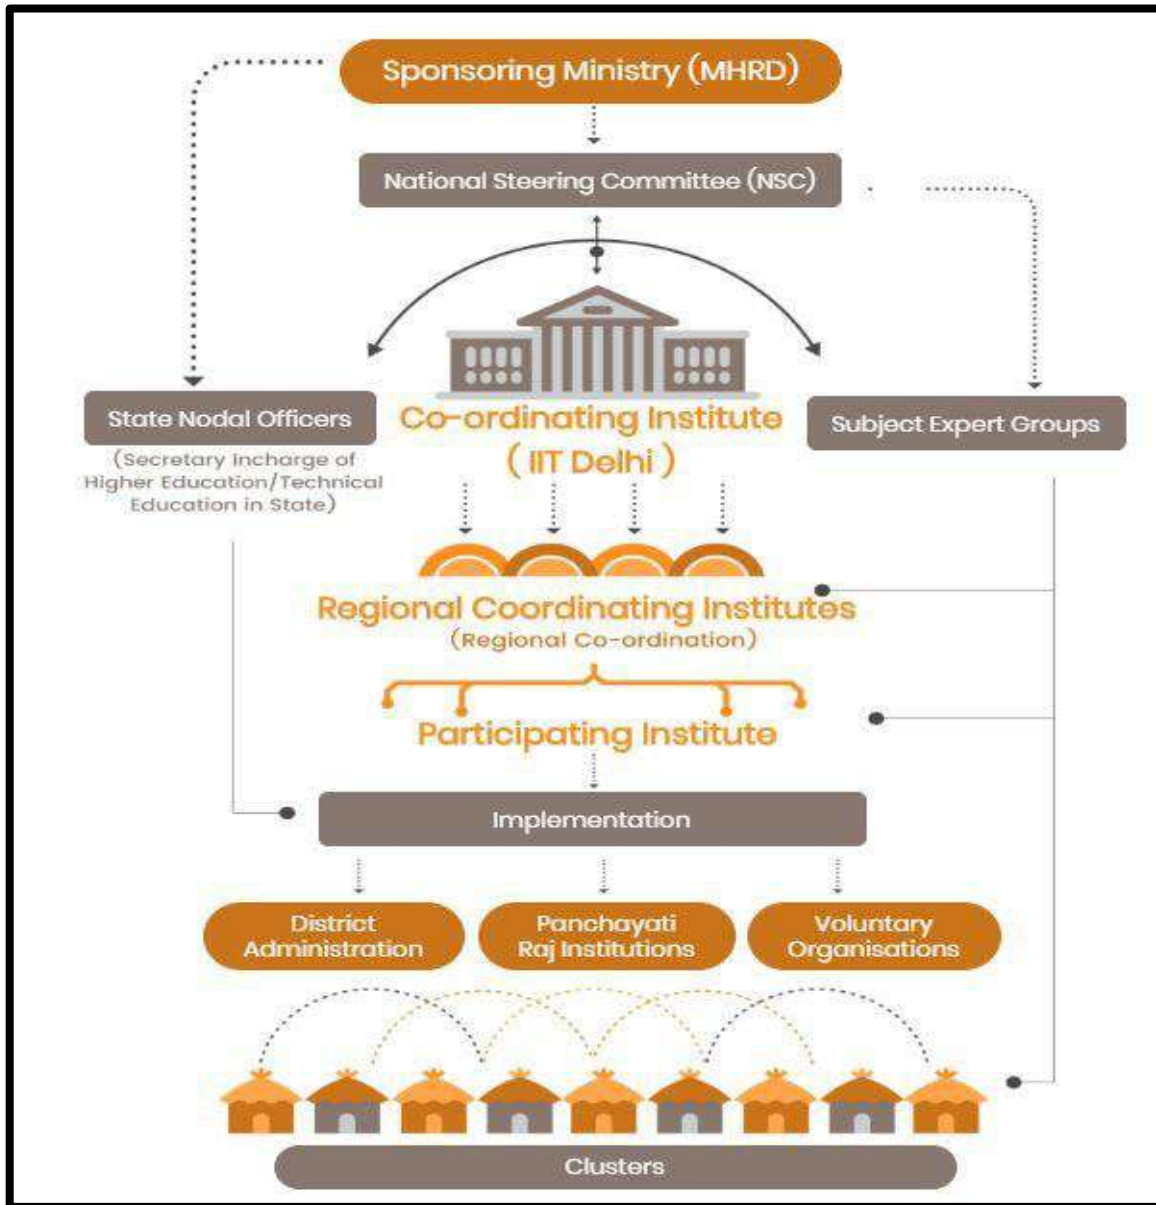 Sponsoring Ministry (MHRD)
National Steering Committee (NSC)
State Nodal Officers
(Secretary Incharge of
Higher Education/Technical
Education in State)
Co-ordinating Institute
( IIT Delhi )
Subject Expert Groups
Regional Coordinating Institutes
(Regional Co-ordination)
Participating Institute
Implementation
District
Administration
Panchayati
Raj Institutions
Voluntary
Organisations
Clusters